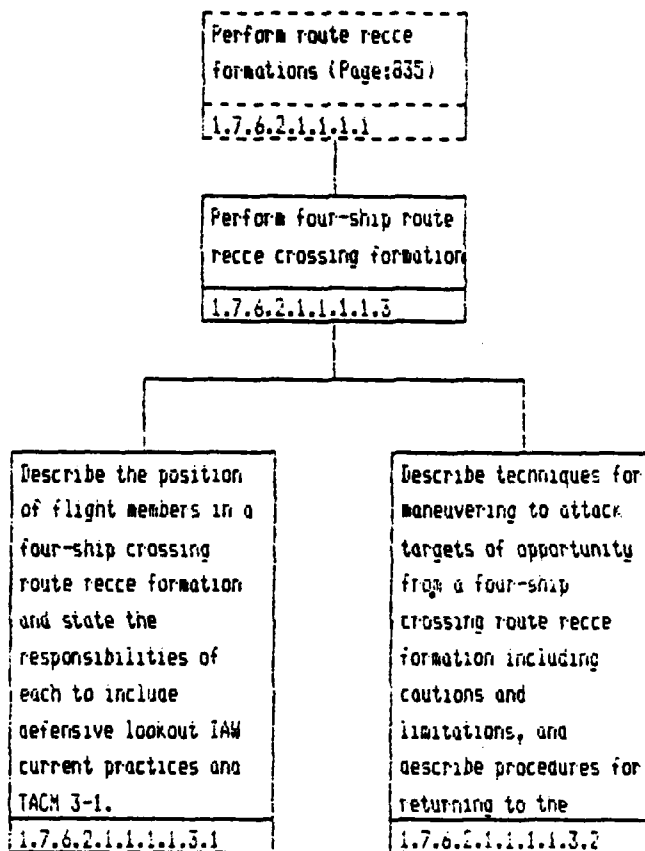 Perform route recce
formations (Page:835)
1.7.6.2.1.1.1.1
Perform four-ship route
recce crossing formation
1.7.6.2.1.1.1.1.3
Describe the position
of flight members in a
four-ship crossing
route recce formation
and state the
responsibilities of
each to include
defensive lookout IAW
current practices and
TACM 3-1.
1.7.6.2.1.1.1.1.3.1
Describe techniques for
maneuvering to attack
targets of opportunity
from a four-ship
crossing route recce
formation including
cautions and
limitations, and
describe procedures for
returning to the
1.7.6.2.1.1.1.1.3.2